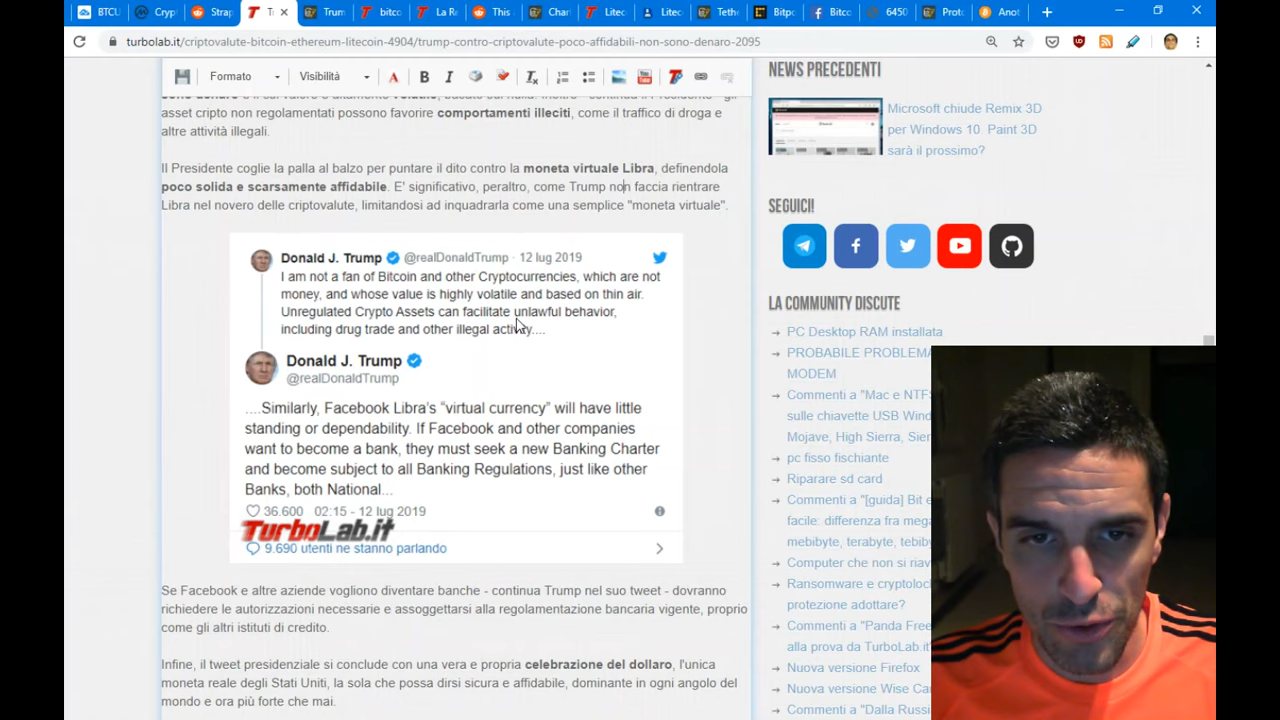 BTCU
Cryp
Strap
T
Trum
bitco
La Re
This
Chart
Litec
Litec
Teth
Bitpo
Bitco
6450
Proto
Anot
turbolab.it/criptovalute-bitcoin-ethereum-litecoin-4904/trump-contro-criptovalute-poco-affidabili-non-sono-denaro-2095
Formato
Visibilità
asset cripto non regolamentati possono favorire comportamenti illeciti, come il traffico di droga e
altre attività illegali.
Il Presidente coglie la palla al balzo per puntare il dito contro la moneta virtuale Libra, definendola
poco solida e scarsamente affidabile. E' significativo, peraltro, come Trump non faccia rientrare
Libra nel novero delle criptovalute, limitandosi ad inquadrarla come una semplice "moneta virtuale".
Donald J. Trump @realDonaldTrump · 12 lug 2019
I am not a fan of Bitcoin and other Cryptocurrencies, which are not
money, and whose value is highly volatile and based on thin air.
Unregulated Crypto Assets can facilitate unlawful behavior,
including drug trade and other illegal activity....
Donald J. Trump
@realDonaldTrump
....Similarly, Facebook Libra's “virtual currency” will have little
standing or dependability. If Facebook and other companies
want to become a bank, they must seek a new Banking Charter
and become subject to all Banking Regulations, just like other
Banks, both National...
36.600 02:15 - 12 lug 2019
TurboLab.it
9.690 utenti ne stanno parlando
Se Facebook e altre aziende vogliono diventare banche - continua Trump nel suo tweet - dovranno
richiedere le autorizzazioni necessarie e assoggettarsi alla regolamentazione bancaria vigente, proprio
come gli altri istituti di credito.
Infine, il tweet presidenziale si conclude con una vera e propria celebrazione del dollaro, l'unica
moneta reale degli Stati Uniti, la sola che possa dirsi sicura e affidabile, dominante in ogni angolo del
mondo e ora più forte che mai.
NEWS PRECEDENTI
Microsoft chiude Remix 3D
per Windows 10. Paint 3D
sarà il prossimo?
SEGUICI!
LA COMMUNITY DISCUTE
PC Desktop RAM installata
PROBABILE PROBLEMA
MODEM
Commenti a "Mac e NTFS
sulle chiavette USB Wind
Mojave, High Sierra, Sier
pc fisso fischiante
Riparare sd card
Commenti a "[guida] Bit e
facile: differenza fra mega
mebibyte, terabyte, tebiby
Computer che non si riav
Ransomware e cryptolock
protezione adottare?
Commenti a "Panda Free
alla prova da TurboLab.it"
Nuova versione Firefox
Nuova versione Wise Car
Commenti a "Dalla Russi